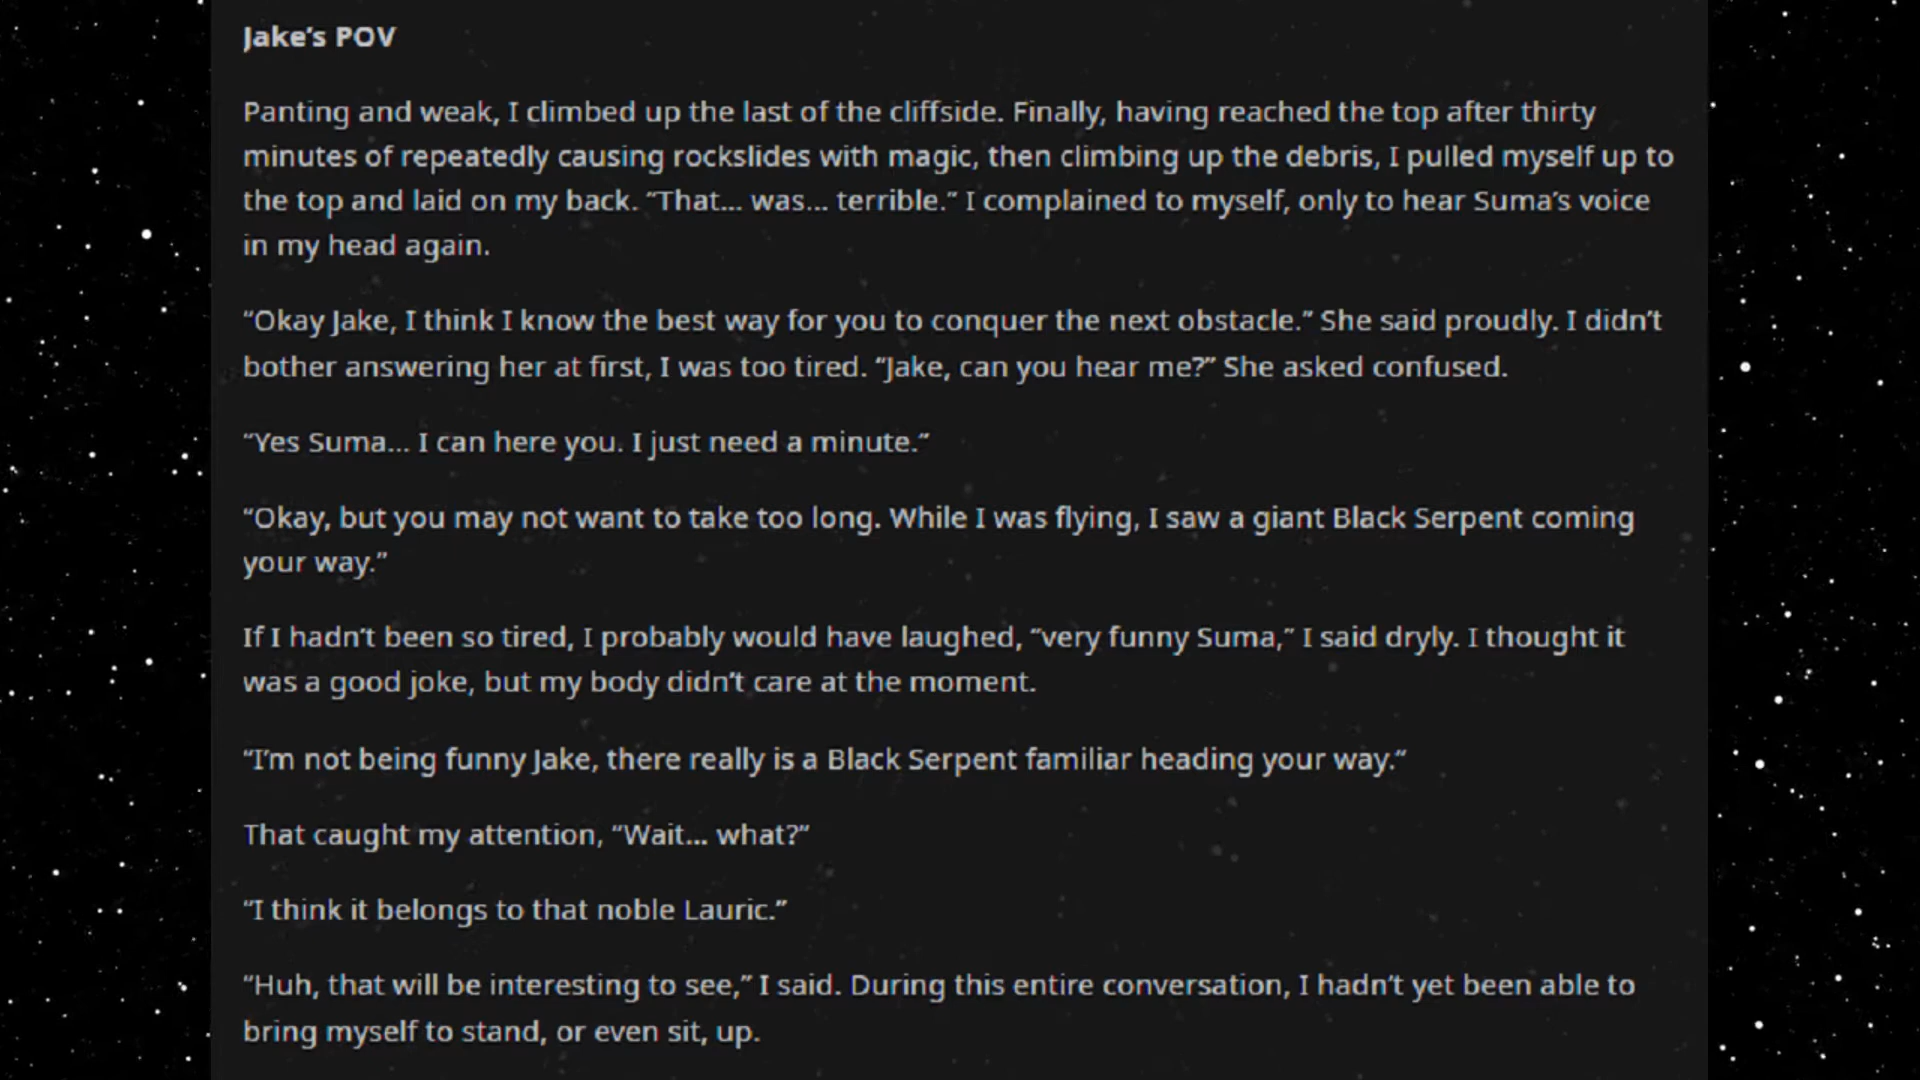 Jake’s POV
Panting and weak, I climbed up the last of the cliffside. Finally, having reached the top after thirty
minutes of repeatedly causing rockslides with magic, then climbing up the debris, I pulled myself up to
the top and laid on my back. “That... was... terrible.” I complained to myself, only to hear Suma’s voice
in my head again.
“Okay Jake, I think I know the best way for you to conquer the next obstacle.” She said proudly. I didn’t
bother answering her at first, I was too tired. “Jake, can you hear me?” She asked confused.
“Yes Suma... I can here you. I just need a minute.”
“Okay, but you may not want to take too long. While I was flying, I saw a giant Black Serpent coming
your way.”
If I hadn’t been so tired, I probably would have laughed, “very funny Suma,” I said dryly. I thought it
was a good joke, but my body didn’t care at the moment.
“I’m not being funny Jake, there really is a Black Serpent familiar heading your way.”
That caught my attention, “Wait... what?”
“I think it belongs to that noble Lauric.”
“Huh, that will be interesting to see,” I said. During this entire conversation, I hadn’t yet been able to
bring myself to stand, or even sit, up.